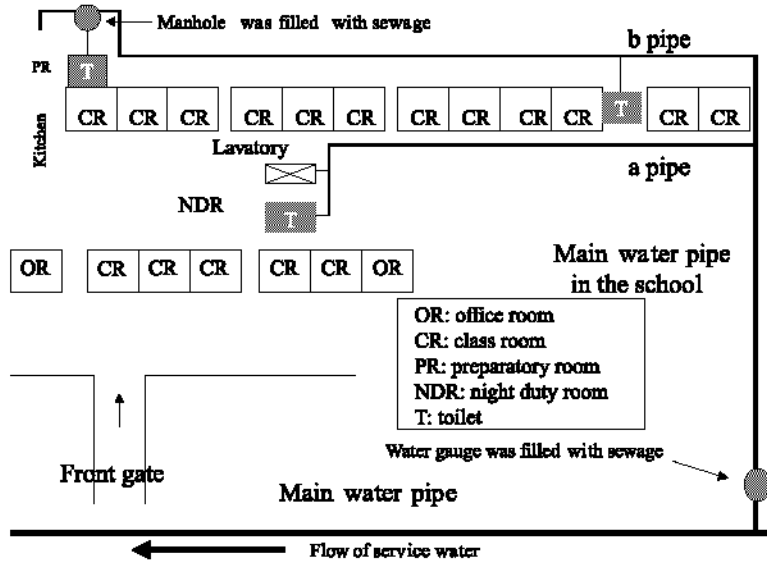 Manhole was filled with sewage
b pipe
PR
T
T
CR CR CR CR CR CR CR CR CR CR CR CR
Kitchen
Lavatory
a pipe
NDR
T
Main water pipe
in the school
OR CR CR CR CR CR OR
OR: office room
CR: class room
PR: preparatory room
NDR: night duty room
T: toilet
Water gauge was filled with sewage
Front gate
Main water pipe
Flow of service water